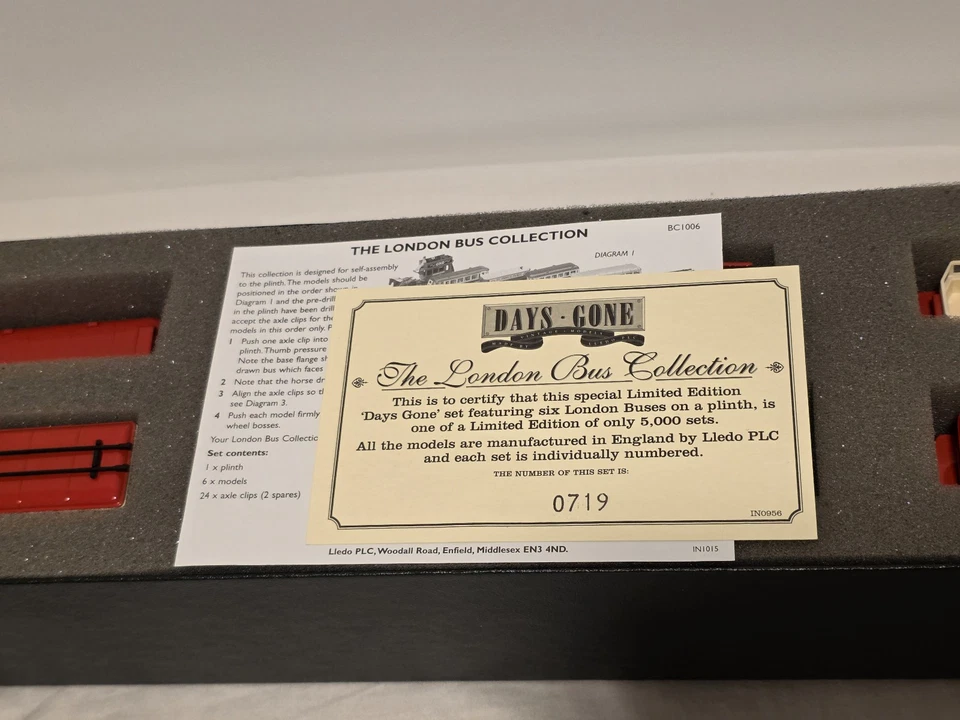 THE LONDON BUS COLLECTION
BC1006
DIAGRAM 1
This collection is designed for self-assembly
to the plinth. The models should be
positioned in the order shown in
Diagram 1 and the pre-drill
in the plinth have been drill
accept the axle clips for the
models in this order only. P
1 Push one axle clip into
plinth. Thumb pressure
Note the base flange sh
drawn bus which faces
2 Note that the horse dr
3 Align the axle clips so t
see Diagram 3.
4 Push each model firmly
wheel bosses.
Your London Bus Collectio
Set contents:
1 x plinth
6 x models
24 x axle clips (2 spares)
Lledo PLC, Woodall Road, Enfield, Middlesex EN3 4ND.
IN1015
DAYS · GONE
The London Bus Collection
This is to certify that this special Limited Edition
'Days Gone' set featuring six London Buses on a plinth, is
one of a Limited Edition of only 5,000 sets.
All the models are manufactured in England by Lledo PLC
and each set is individually numbered.
THE NUMBER OF THIS SET IS:
0719
IN0956